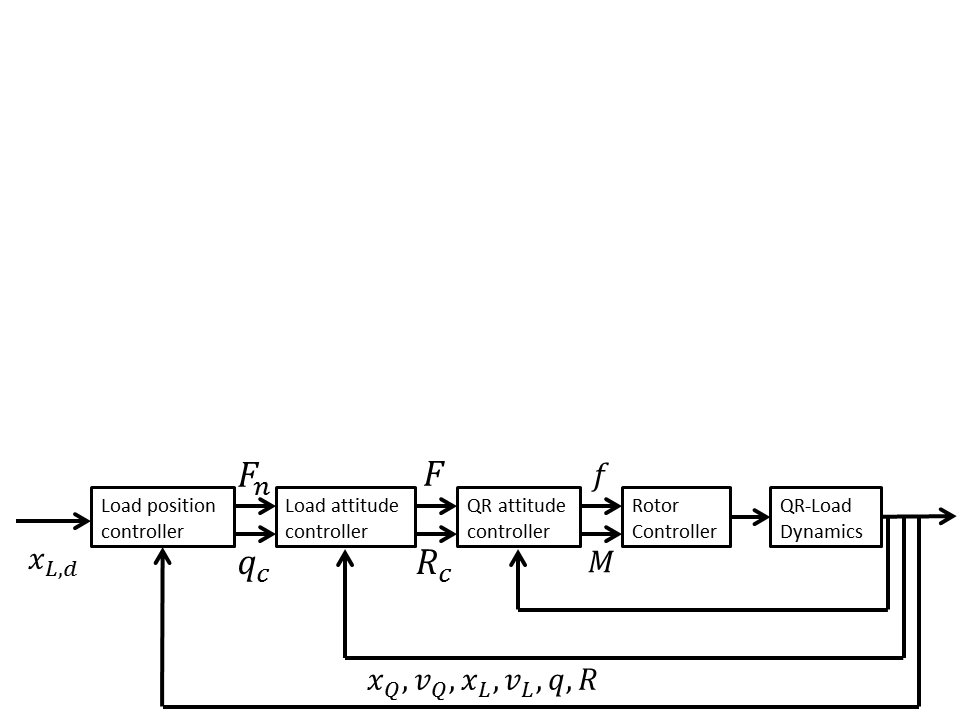 F_n
F
f
Load position
controller
Load attitude
controller
QR attitude
controller
Rotor
Controller
QR-Load
Dynamics
x_{L,d}
q_c
R_c
M
x_Q, v_Q, x_L, v_L, q, R